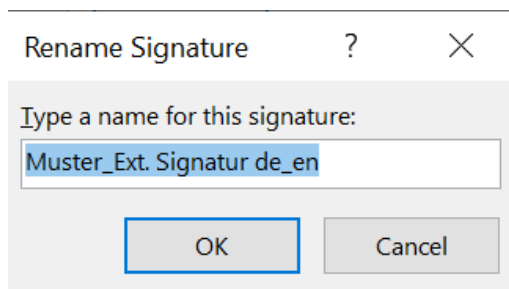 Rename Signature ? ×
Type a name for this signature:
Muster_Ext. Signatur de_en
OK Cancel